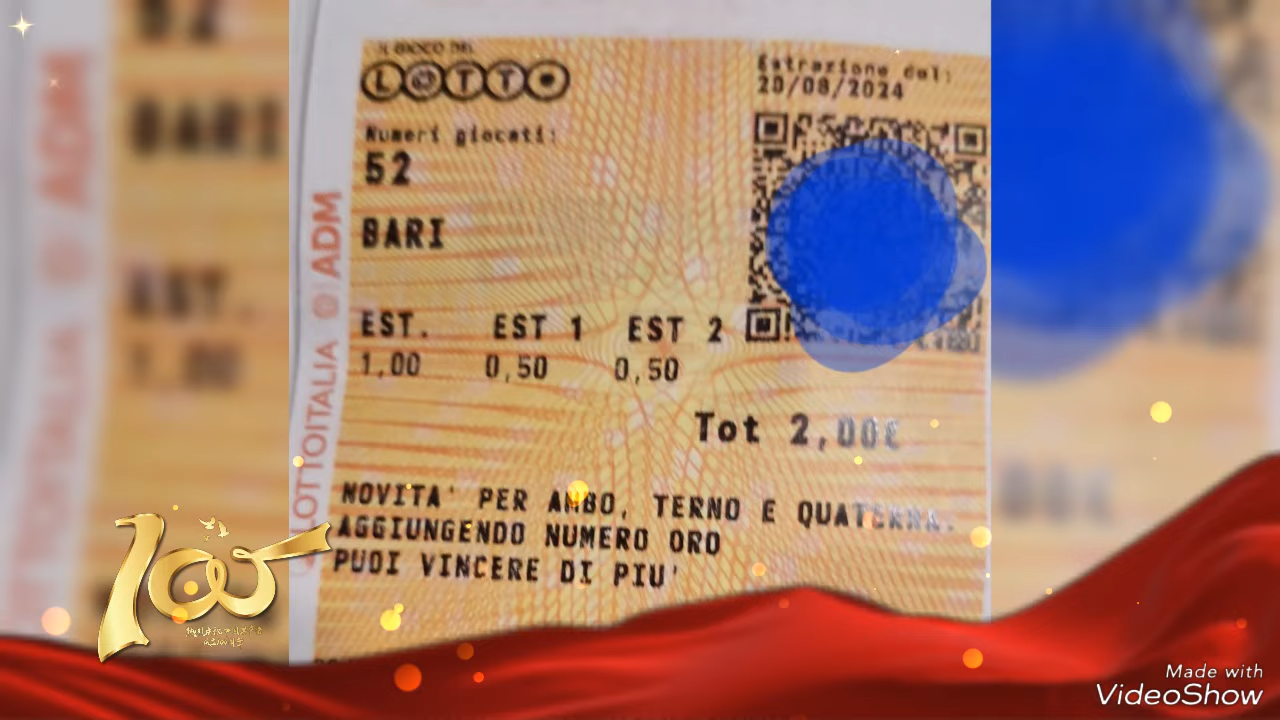 IL GIOCO DEL
LOTTO
Estrazione del:
20/08/2024
Numeri giocati:
52
BARI
EST. EST 1 EST 2
1,00 0,50 0,50
Tot 2,00€
NOVITA' PER AMBO, TERNO E QUATERNA.
AGGIUNGENDO NUMERO ORO
PUOI VINCERE DI PIU'
LOTTOITALIA @ ADM
100
Made with
VideoShow